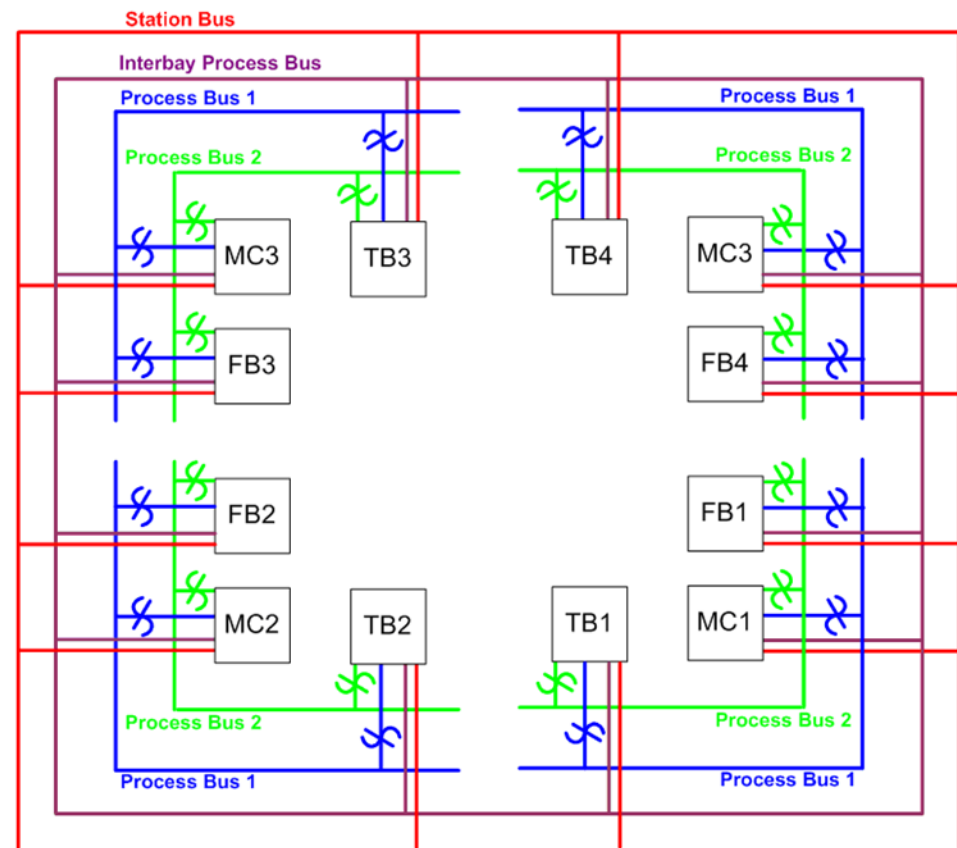 Station Bus
Interbay Process Bus
Process Bus 1
Process Bus 1
Process Bus 2
Process Bus 2
MC3
TB3
TB4
MC3
FB3
FB4
FB2
FB1
MC2
TB2
TB1
MC1
Process Bus 2
Process Bus 2
Process Bus 1
Process Bus 1